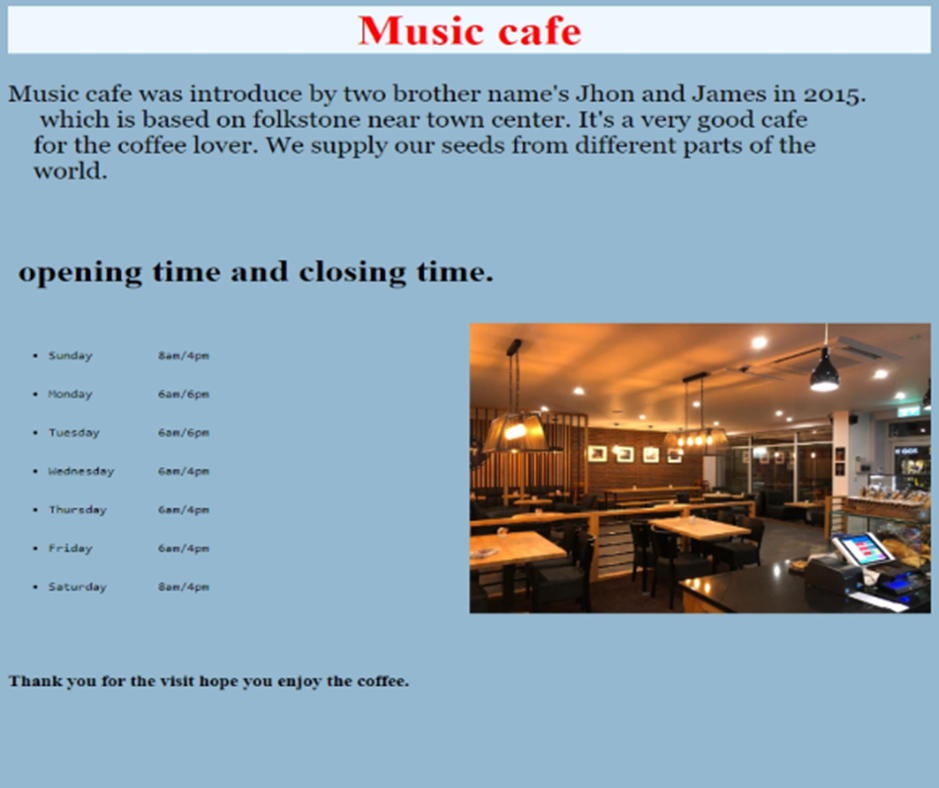 Music cafe
Music cafe was introduce by two brother name's Jhon and James in 2015.
which is based on folkstone near town center. It's a very good cafe
for the coffee lover. We supply our seeds from different parts of the
world.
opening time and closing time.
• Sunday 8am/4pm
• Monday 6am/6pm
• Tuesday 6am/6pm
• Wednesday 6am/4pm
• Thursday 6am/4pm
• Friday 6am/4pm
• Saturday 8am/4pm
Thank you for the visit hope you enjoy the coffee.